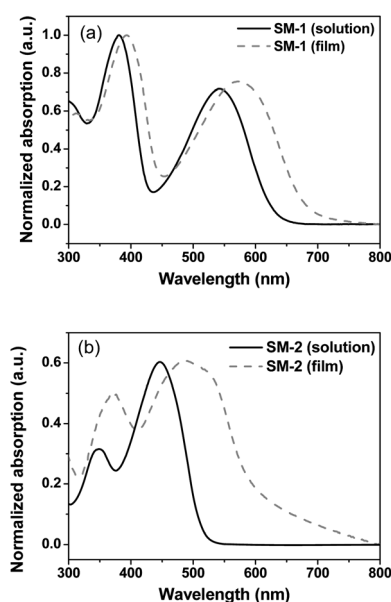 (a)
SM-1 (solution)
SM-1 (film)
Normalized absorption (a.u.)
1.0
0.8
0.6
0.4
0.2
0.0
300 400 500 600 700 800
Wavelength (nm)
(b)
SM-2 (solution)
SM-2 (film)
Normalized absorption (a.u.)
0.6
0.4
0.2
0.0
300 400 500 600 700 800
Wavelength (nm)